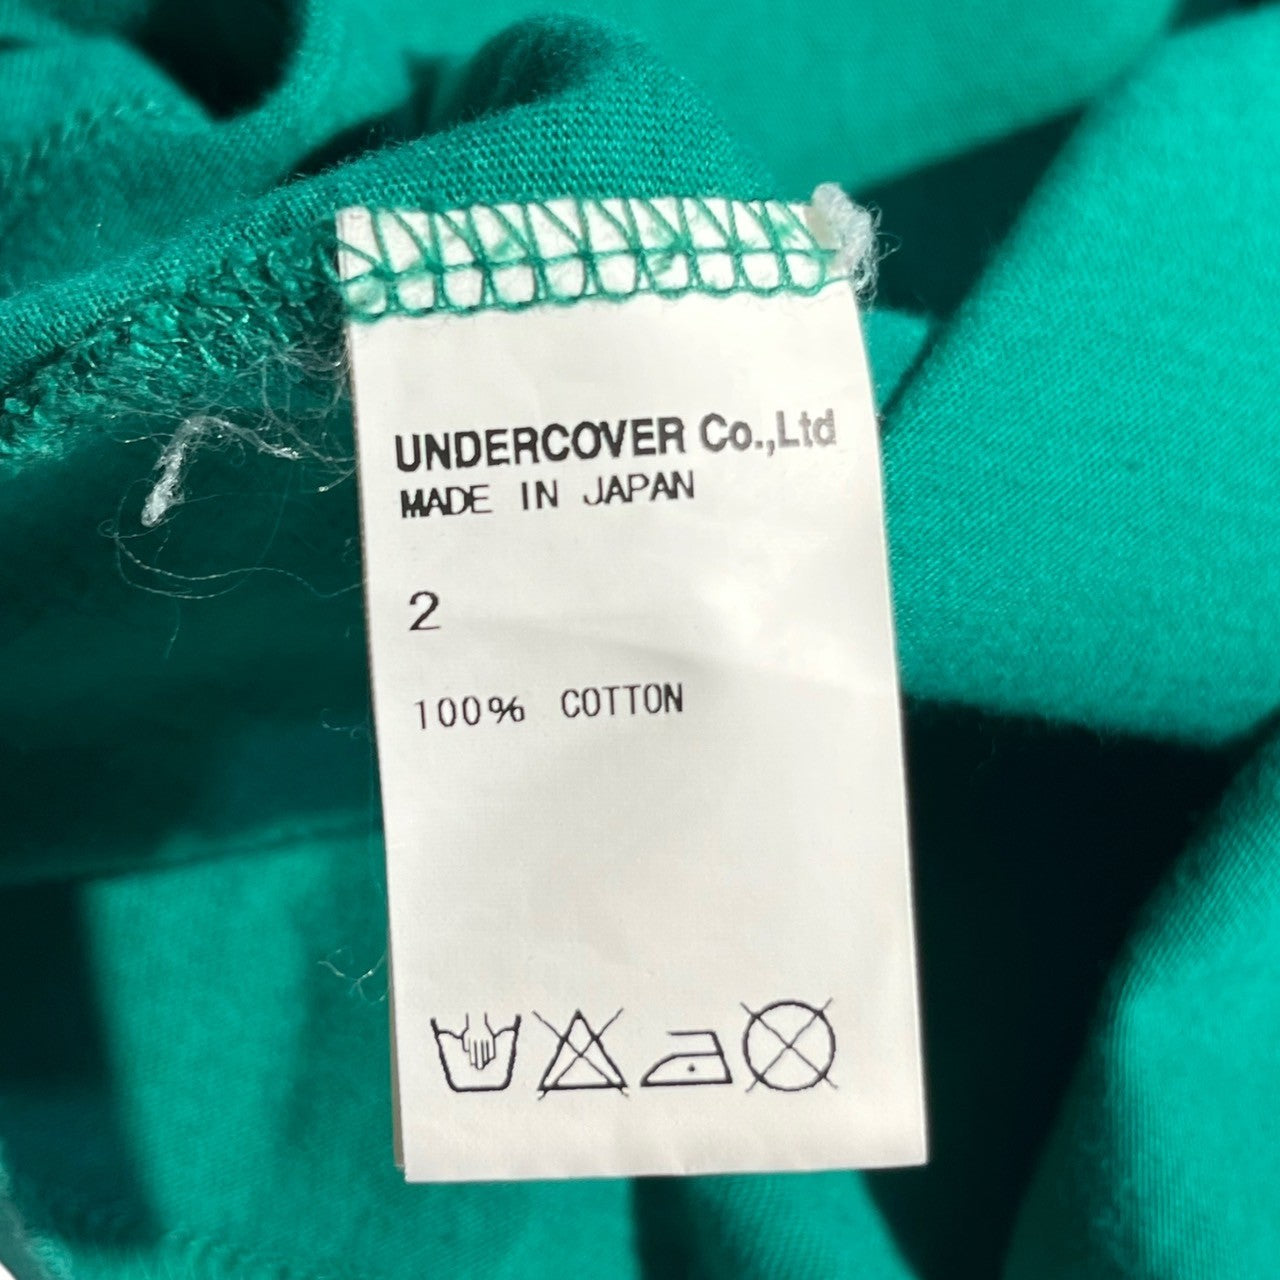 UNDERCOVER Co.,Ltd
MADE IN JAPAN
2
100% COTTON